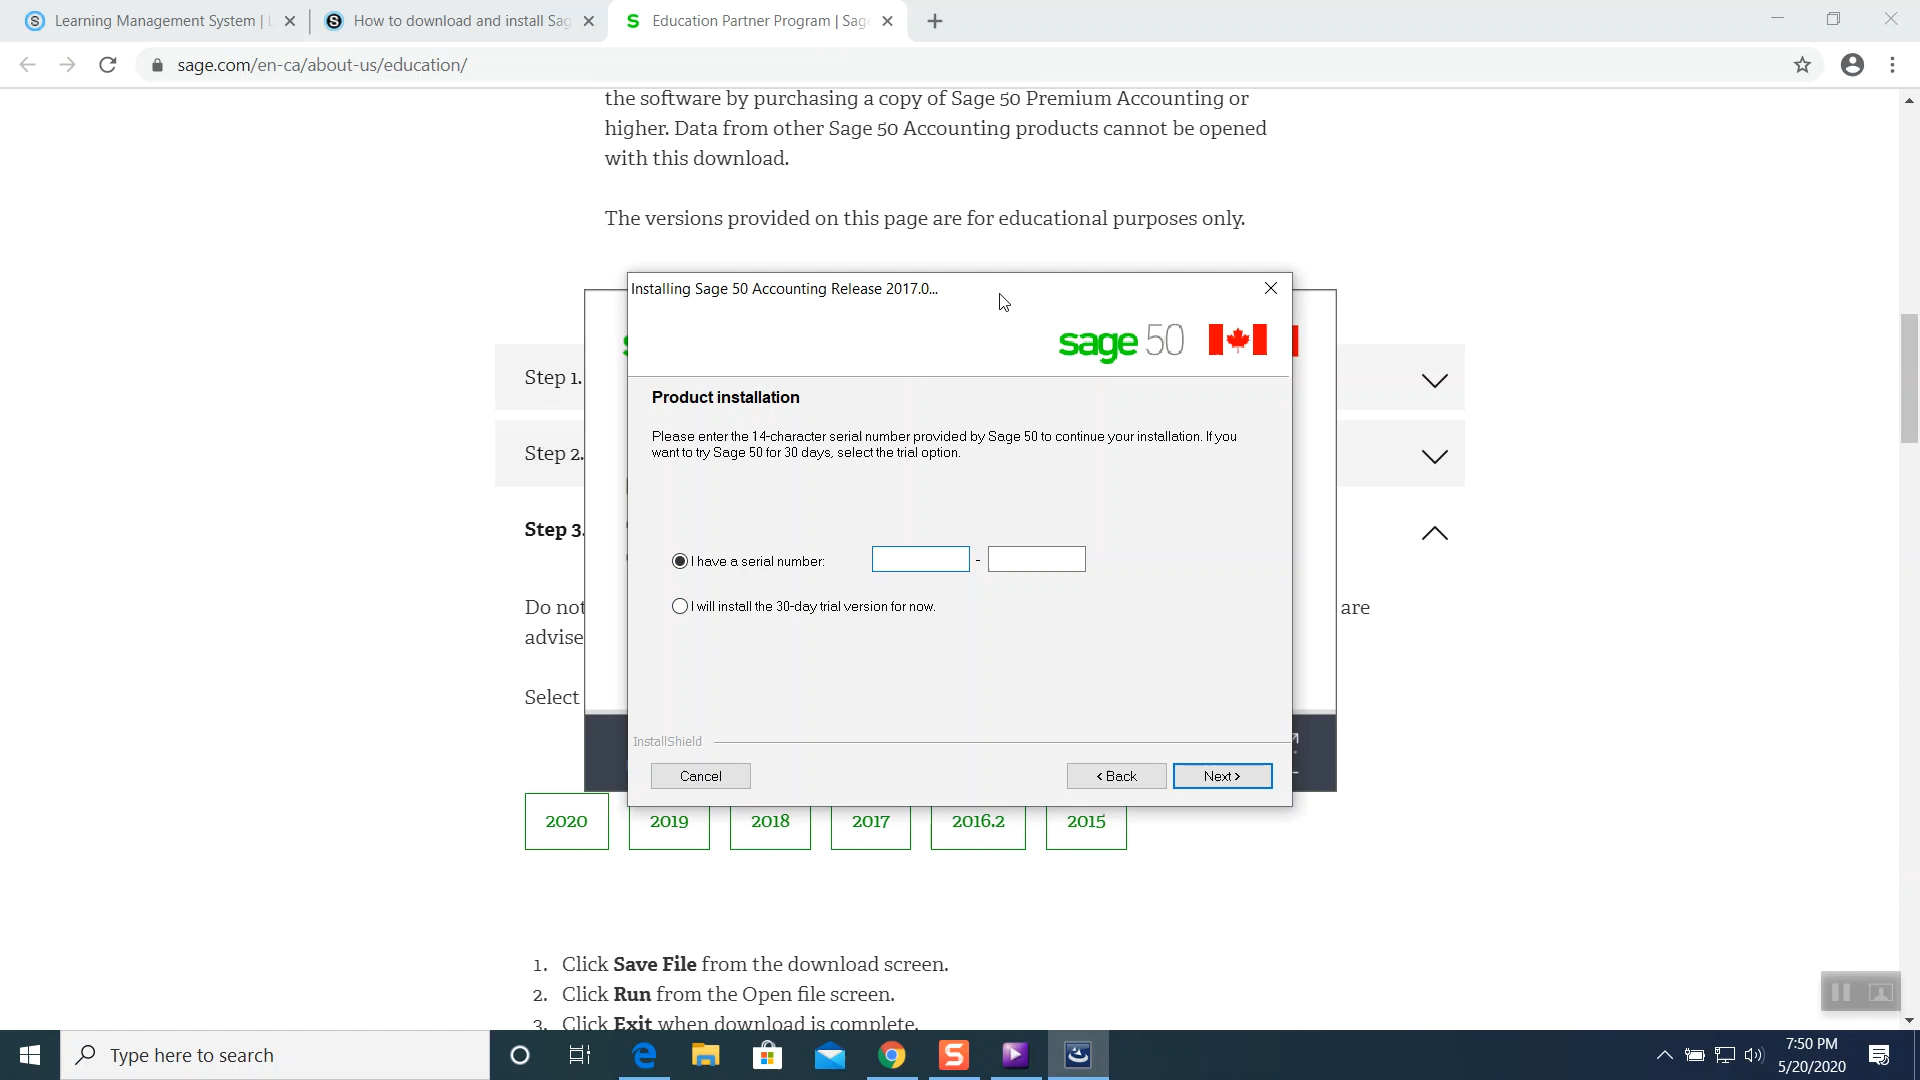 Learning Management System |
How to download and install Sag
Education Partner Program | Sag
sage.com/en-ca/about-us/education/
the software by purchasing a copy of Sage 50 Premium Accounting or
higher. Data from other Sage 50 Accounting products cannot be opened
with this download.
The versions provided on this page are for educational purposes only.
Installing Sage 50 Accounting Release 2017.0...
sage 50
Step 1.
Product installation
Please enter the 14-character serial number provided by Sage 50 to continue your installation. If you
want to try Sage 50 for 30 days, select the trial option.
Step 2.
Step 3.
I have a serial number:
-
I will install the 30-day trial version for now.
Do not
are
advise
Select
InstallShield
Cancel
< Back
Next >
2020
2019
2018
2017
2016.2
2015
1. Click Save File from the download screen.
2. Click Run from the Open file screen.
3. Click Exit when download is complete.
Type here to search
7:50 PM
5/20/2020